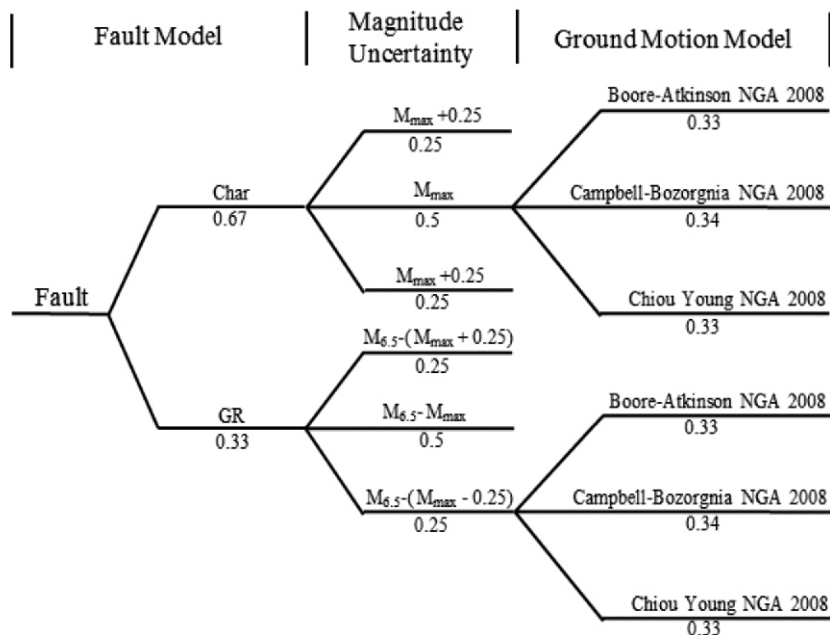 Fault Model
Magnitude
Uncertainty
Ground Motion Model
Fault
Char
0.67
GR
0.33
Mmax +0.25
0.25
Mmax
0.5
Mmax +0.25
0.25
M6.5-(Mmax + 0.25)
0.25
M6.5-Mmax
0.5
M6.5-(Mmax - 0.25)
0.25
Boore-Atkinson NGA 2008
0.33
Campbell-Bozorgnia NGA 2008
0.34
Chiou Young NGA 2008
0.33
Boore-Atkinson NGA 2008
0.33
Campbell-Bozorgnia NGA 2008
0.34
Chiou Young NGA 2008
0.33